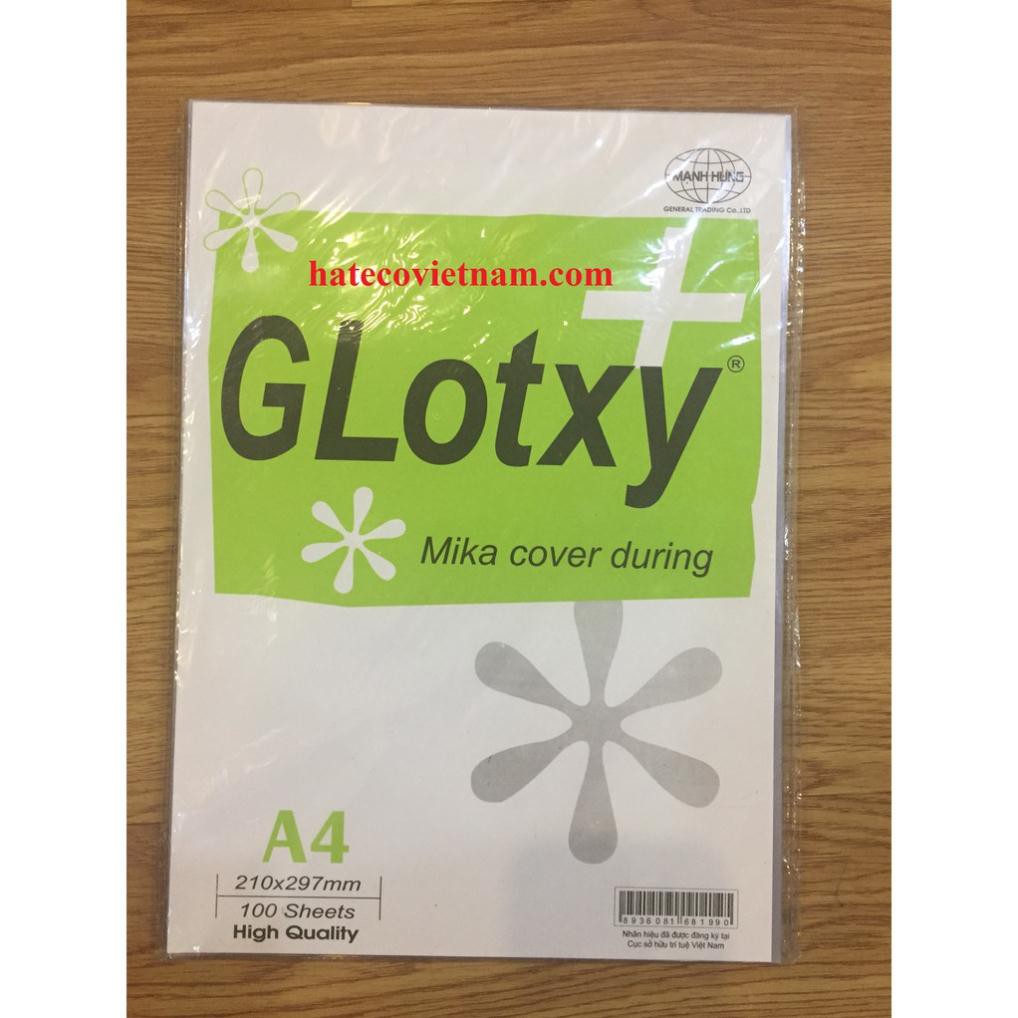 MANH HUNG
GENERAL TRADING Co.,LTD
hatecovietnam.com
GLotxy®
Mika cover during
A4
210x297mm
100 Sheets
High Quality
8936081681990
Nhãn hiệu đã được đăng ký tại
Cục sở hữu trí tuệ Việt Nam